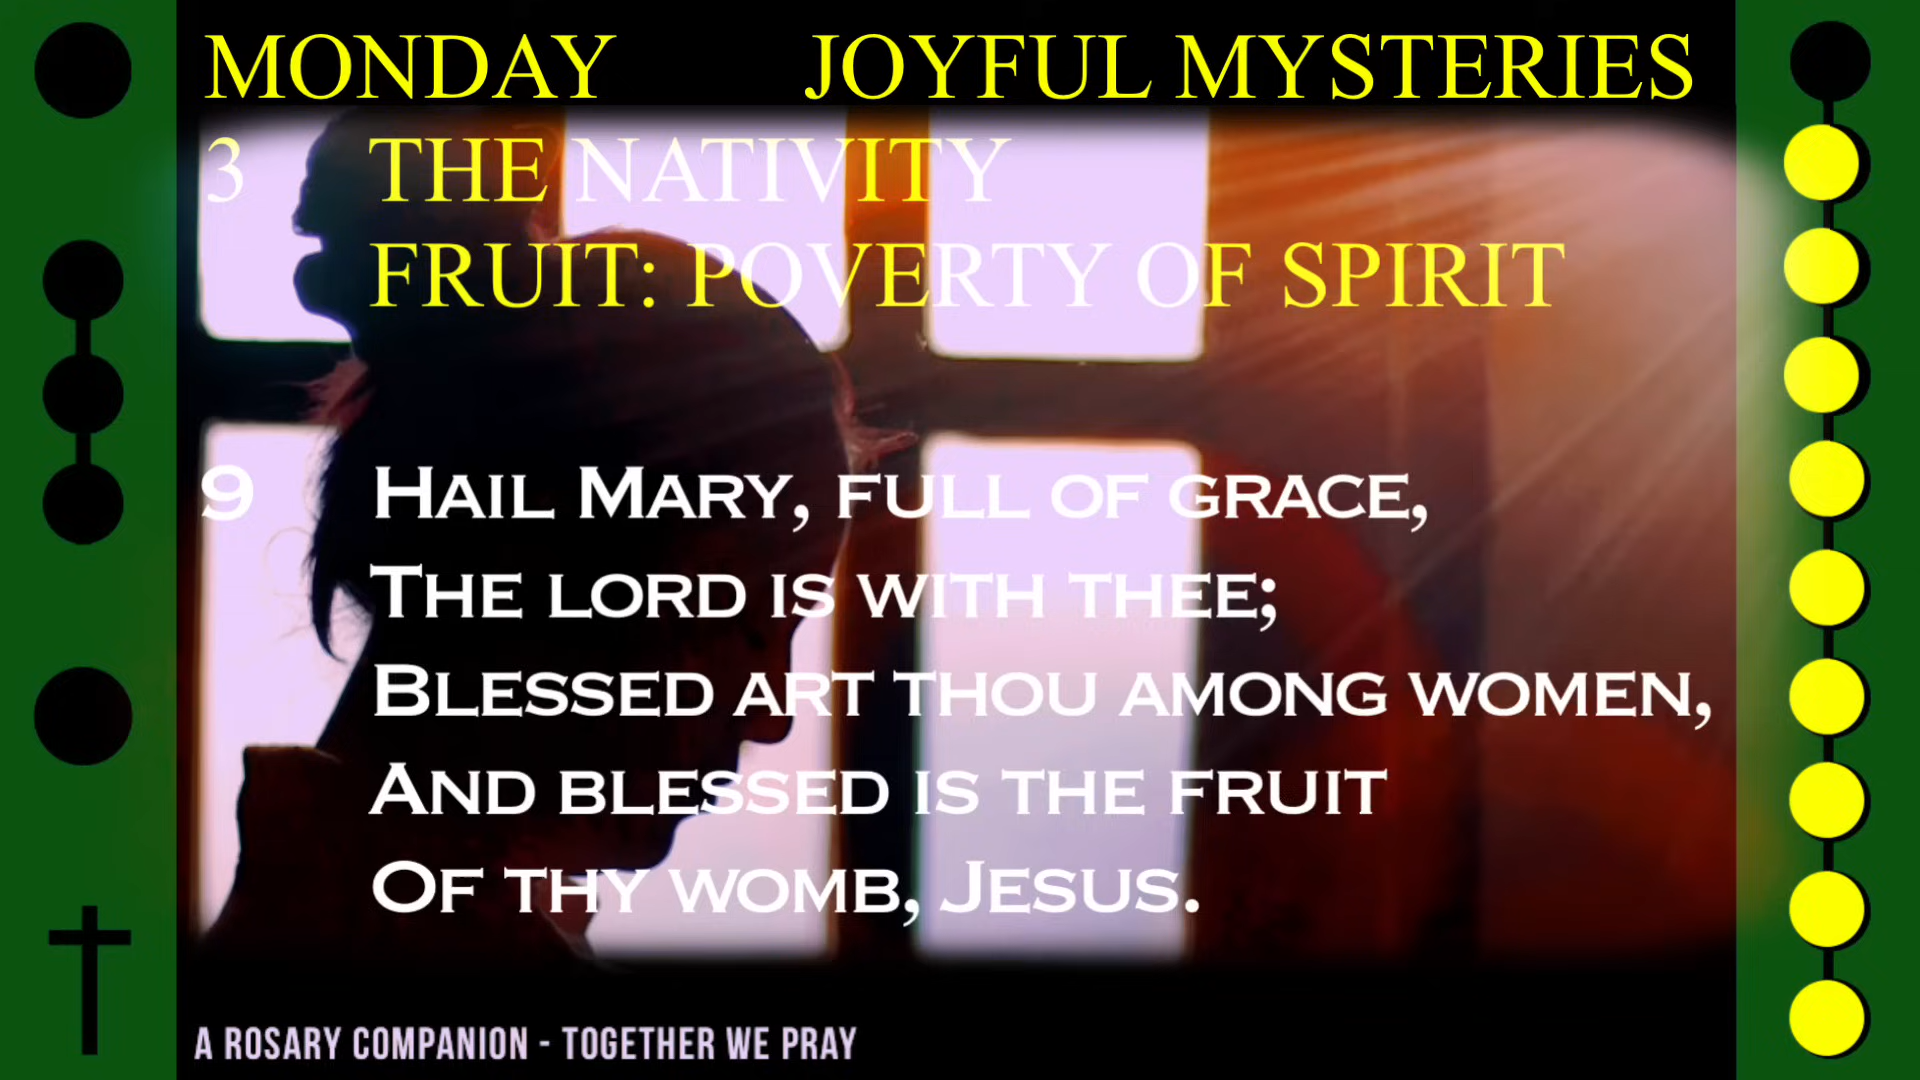 MONDAY JOYFUL MYSTERIES
3 THE NATIVITY
FRUIT: POVERTY OF SPIRIT
9 HAIL MARY, FULL OF GRACE,
THE LORD IS WITH THEE;
BLESSED ART THOU AMONG WOMEN,
AND BLESSED IS THE FRUIT
OF THY WOMB, JESUS.
A ROSARY COMPANION - TOGETHER WE PRAY